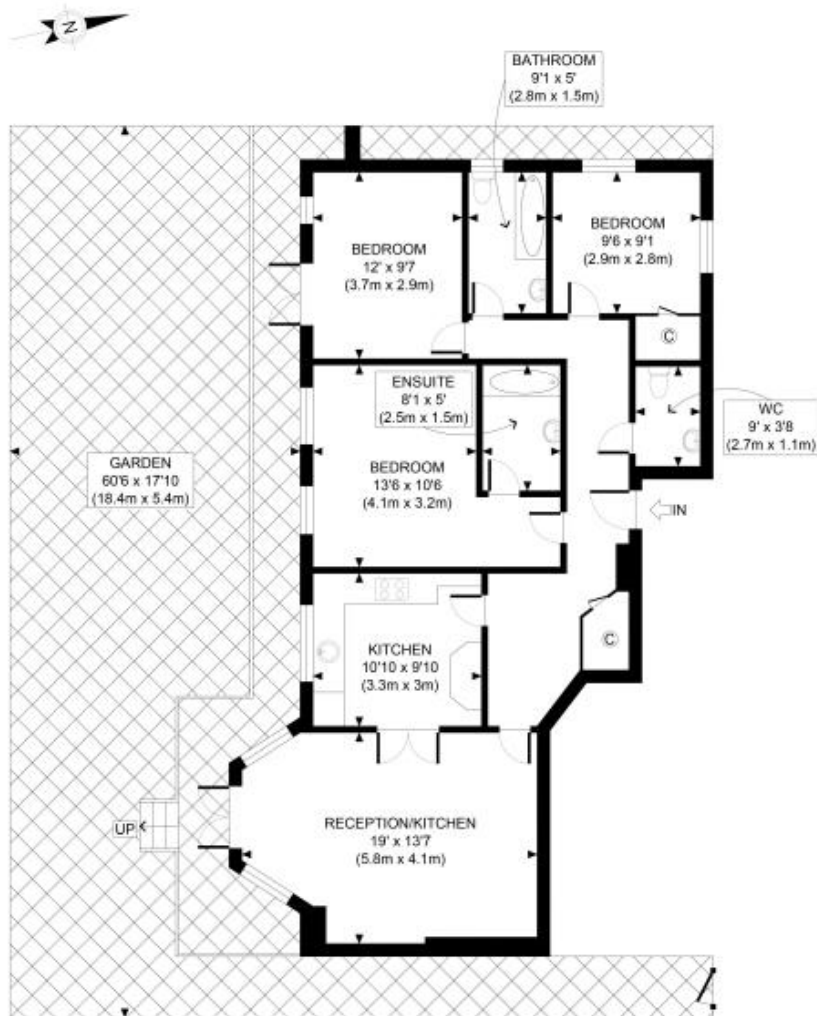 N
BATHROOM
9'1 x 5'
(2.8m x 1.5m)
BEDROOM
12' x 9'7
(3.7m x 2.9m)
BEDROOM
9'6 x 9'1
(2.9m x 2.8m)
C
ENSUITE
8'1 x 5'
(2.5m x 1.5m)
WC
9' x 3'8
(2.7m x 1.1m)
GARDEN
60'6 x 17'10
(18.4m x 5.4m)
BEDROOM
13'6 x 10'6
(4.1m x 3.2m)
IN
KITCHEN
10'10 x 9'10
(3.3m x 3m)
C
UP
RECEPTION/KITCHEN
19' x 13'7
(5.8m x 4.1m)